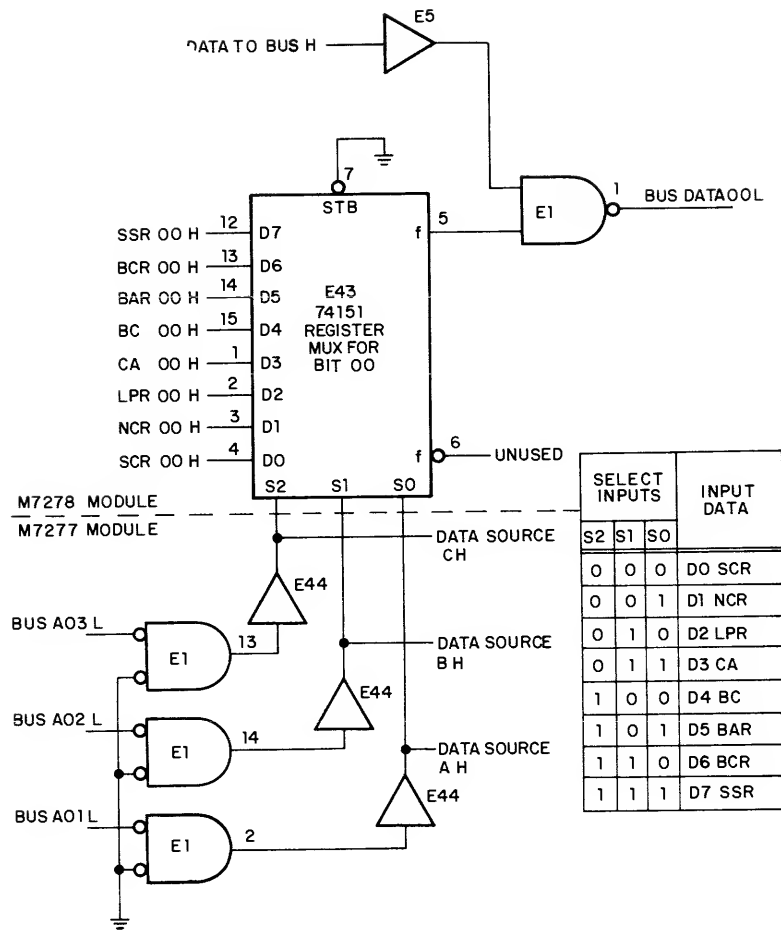 E5
DATA TO BUS H
7
STB
1
E1
BUS DATA00L
SSR 00 H 12 D7
f 5
BCR 00 H 13 D6
BAR 00 H 14 D5
BC 00 H 15 D4
CA 00 H 1 D3
LPR 00 H 2 D2
NCR 00 H 3 D1
SCR 00 H 4 D0
E43
74151
REGISTER
MUX FOR
BIT 00
f 6 UNUSED
S2 S1 S0
M7278 MODULE
M7277 MODULE
DATA SOURCE
CH
E44
BUS A03 L
E1
13
DATA SOURCE
B H
E44
BUS A02 L
E1
14
DATA SOURCE
A H
E44
BUS A01 L
E1
2
SELECT
INPUTS
INPUT
DATA
S2 S1 S0
0 0 0 D0 SCR
0 0 1 D1 NCR
0 1 0 D2 LPR
0 1 1 D3 CA
1 0 0 D4 BC
1 0 1 D5 BAR
1 1 0 D6 BCR
1 1 1 D7 SSR